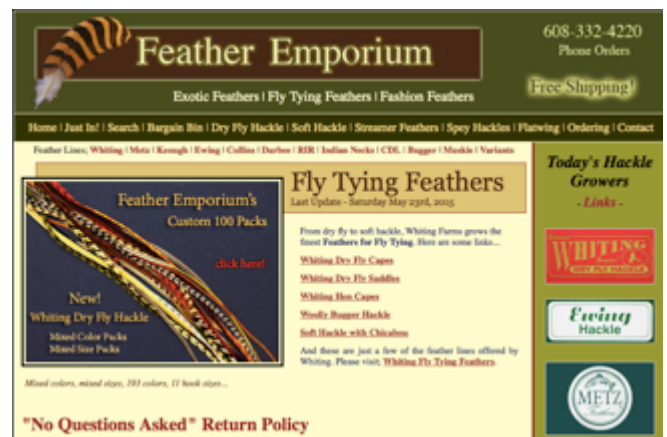 Feather Emporium
608-332-4220
Phone Orders
Exotic Feathers | Fly Tying Feathers | Fashion Feathers
Free Shipping!
Home | Just In! | Search | Bargain Bin | Dry Fly Hackle | Soft Hackle | Streamer Feathers | Spey Hackles | Flatwing | Ordering | Contact
Feather Lines; Whiting | Metz | Keough | Ewing | Collins | Darbee | RIR | Indian Necks | CDL | Bugger | Muskie | Variants
Fly Tying Feathers
Last Update - Saturday May 23rd, 2015
Feather Emporium's
Custom 100 Packs
click here!
New!
Whiting Dry Fly Hackle
Mixed Color Packs
Mixed Size Packs
From dry fly to soft hackle, Whiting Farms grows the
finest Feathers for Fly Tying. Here are some links...
Whiting Dry Fly Capes
Whiting Dry Fly Saddles
Whiting Hen Capes
Woolly Bugger Hackle
Soft Hackle with Chicabou
And these are just a few of the feather lines offered by
Whiting. Please visit; Whiting Fly Tying Feathers.
Mixed colors, mixed sizes, 193 colors, 11 hook sizes...
"No Questions Asked" Return Policy
Today's Hackle
Growers
- Links -
WHITING
DRY FLY HACKLE
Ewing
Hackle
METZ
Feathers